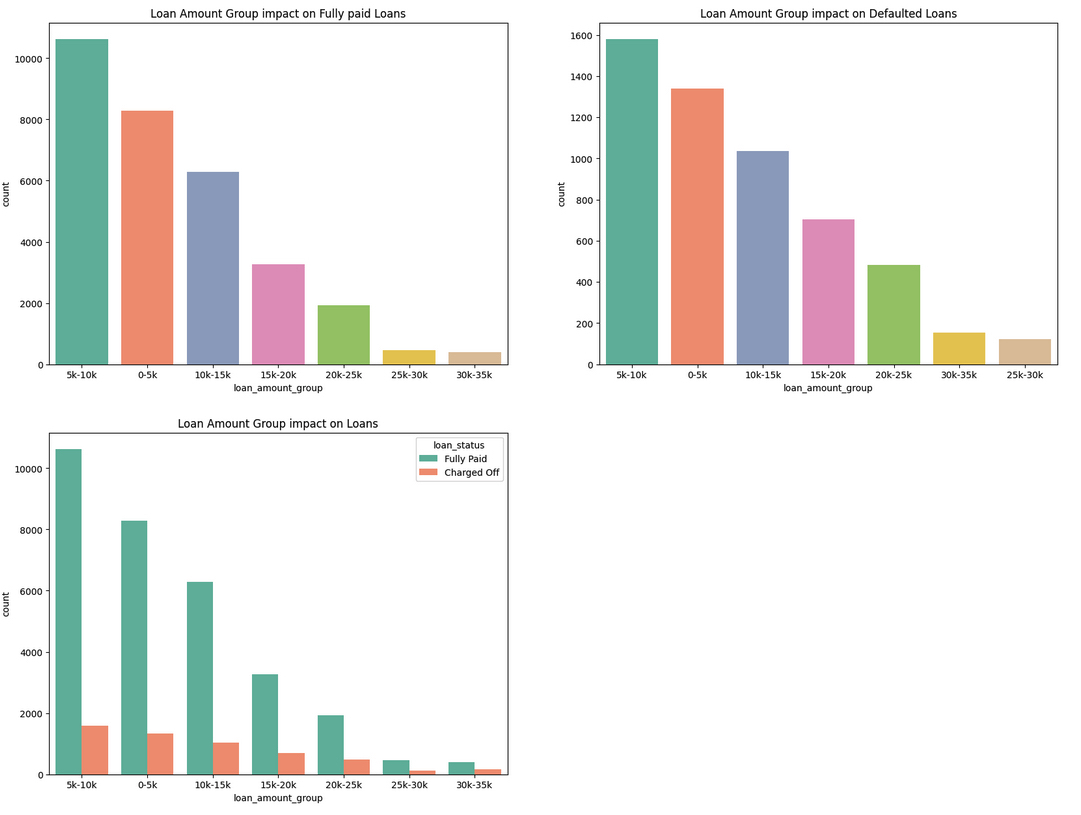 Loan Amount Group impact on Fully paid Loans
10000
8000
6000
4000
2000
0
count
5k-10k 0-5k 10k-15k 15k-20k 20k-25k 25k-30k 30k-35k
loan_amount_group
Loan Amount Group impact on Defaulted Loans
1600
1400
1200
1000
800
600
400
200
0
count
5k-10k 0-5k 10k-15k 15k-20k 20k-25k 30k-35k 25k-30k
loan_amount_group
Loan Amount Group impact on Loans
loan_status
Fully Paid
Charged Off
10000
8000
6000
4000
2000
0
count
5k-10k 0-5k 10k-15k 15k-20k 20k-25k 25k-30k 30k-35k
loan_amount_group